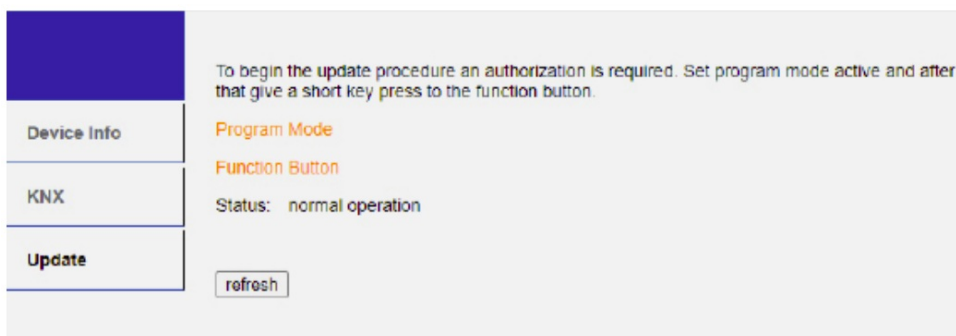 To begin the update procedure an authorization is required. Set program mode active and after
that give a short key press to the function button.
Device Info
Program Mode
Function Button
KNX
Status: normal operation
Update
refresh